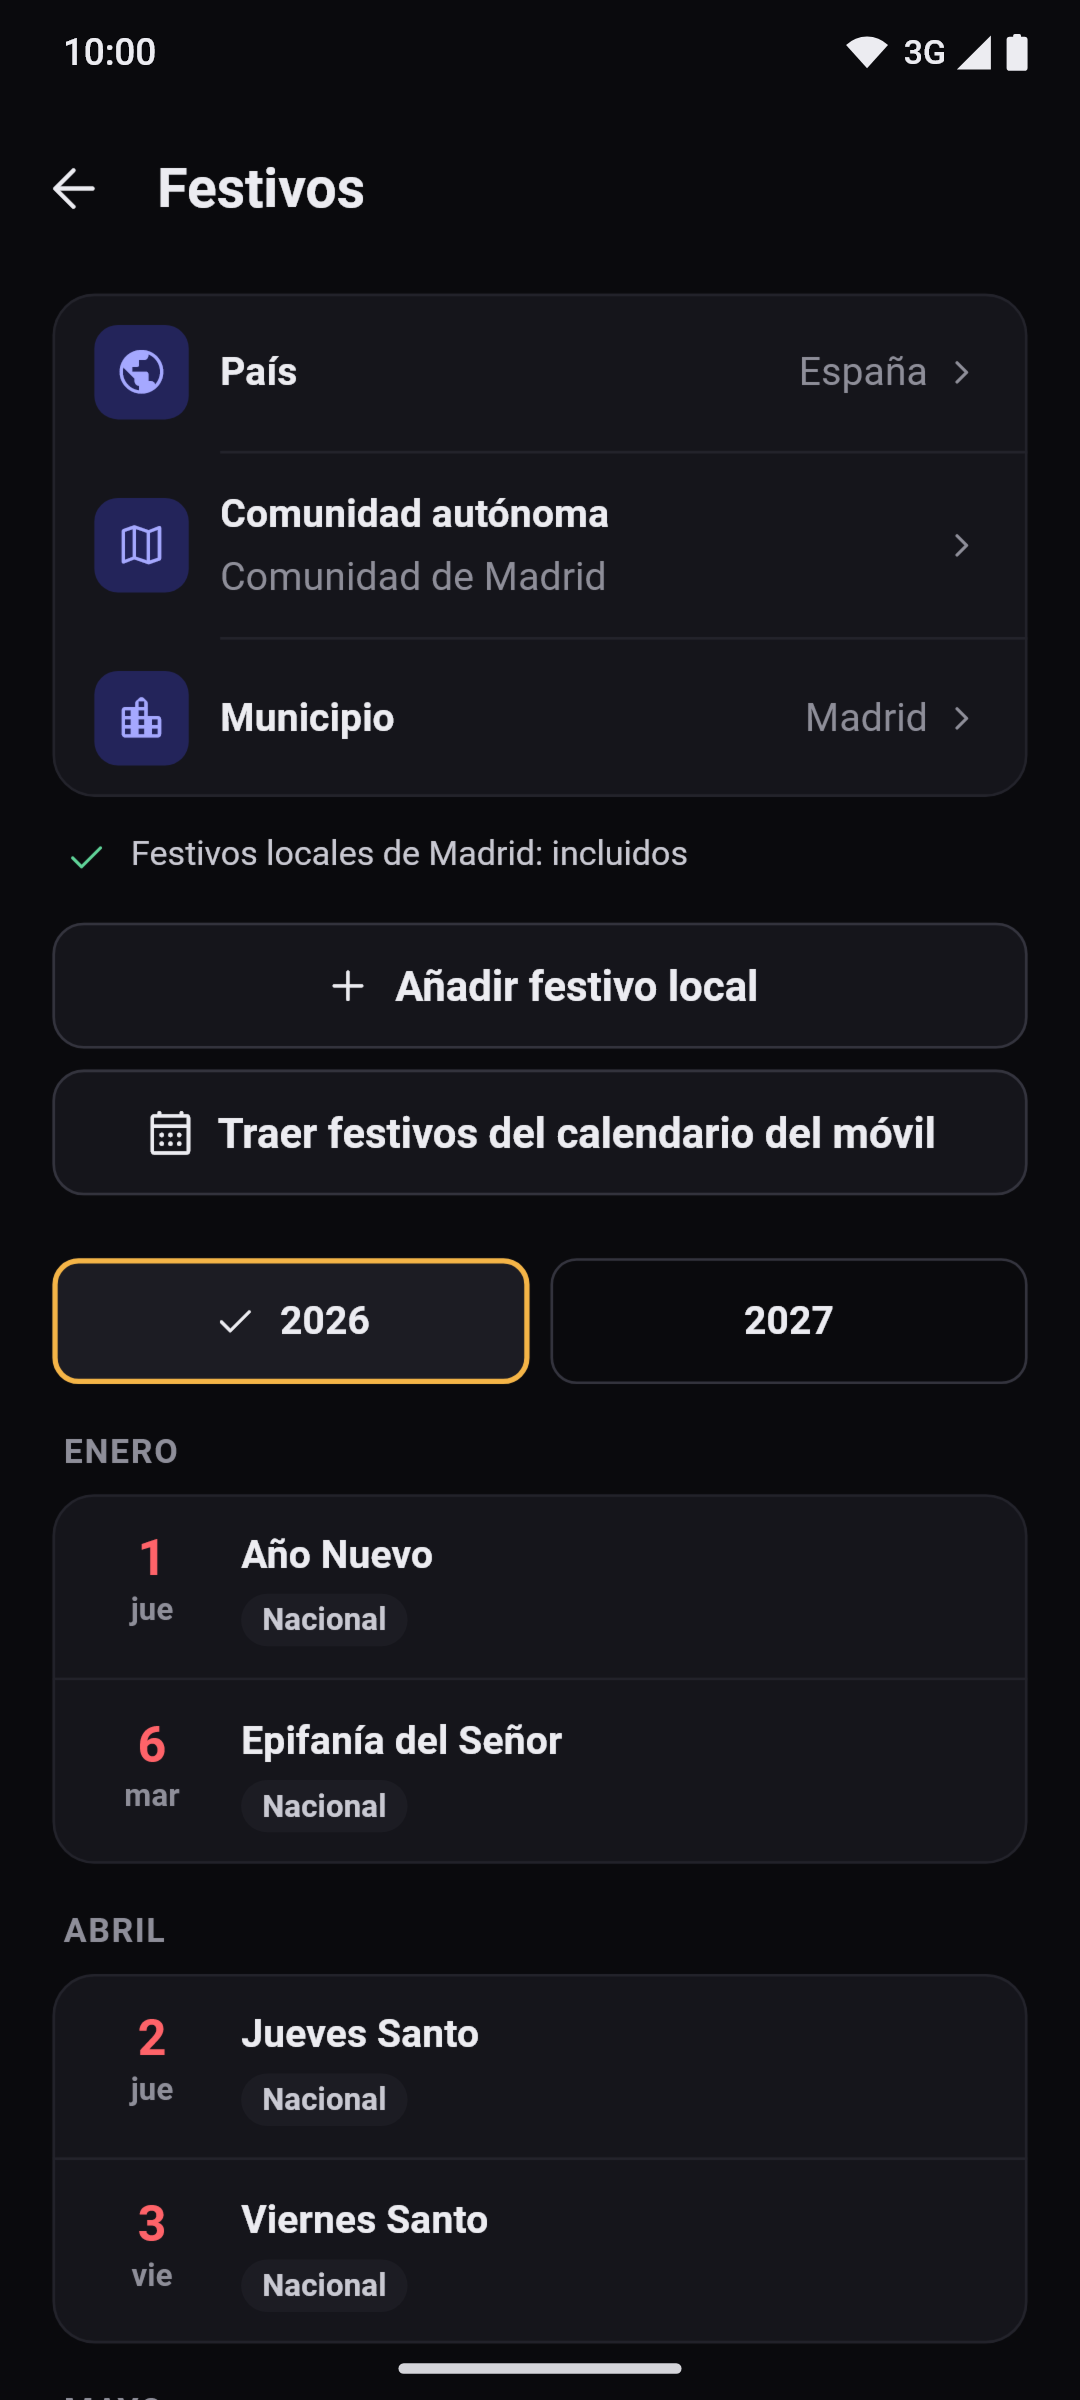 10:00
3G
Festivos
País
España
Comunidad autónoma
Comunidad de Madrid
Municipio
Madrid
Festivos locales de Madrid: incluidos
Añadir festivo local
Traer festivos del calendario del móvil
2026
2027
ENERO
1
jue
Año Nuevo
Nacional
6
mar
Epifanía del Señor
Nacional
ABRIL
2
jue
Jueves Santo
Nacional
3
vie
Viernes Santo
Nacional